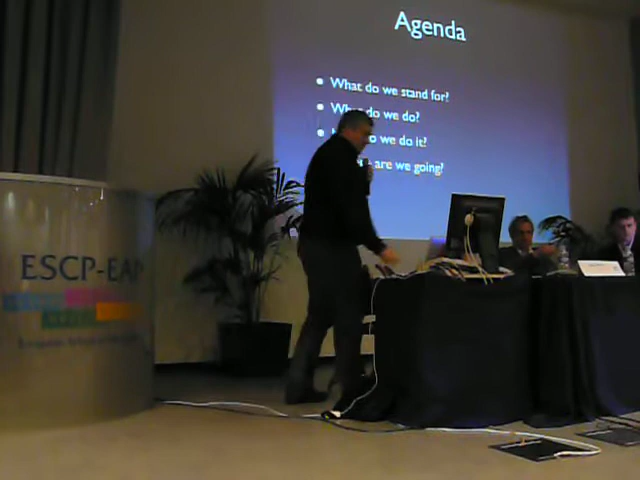 Agenda
What do we stand for?
do we do?
do we do it?
are we going?
ESCP-EAP